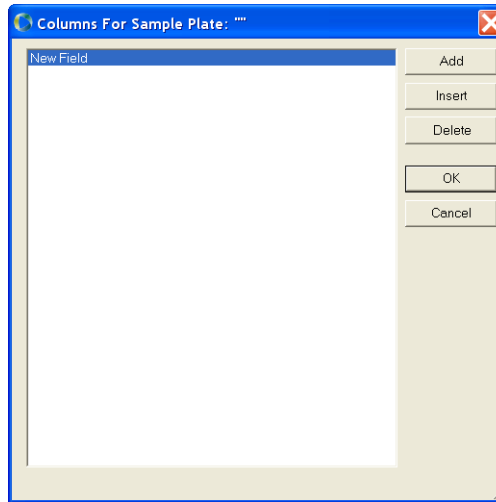 Columns For Sample Plate: ""
New Field
Add
Insert
Delete
OK
Cancel